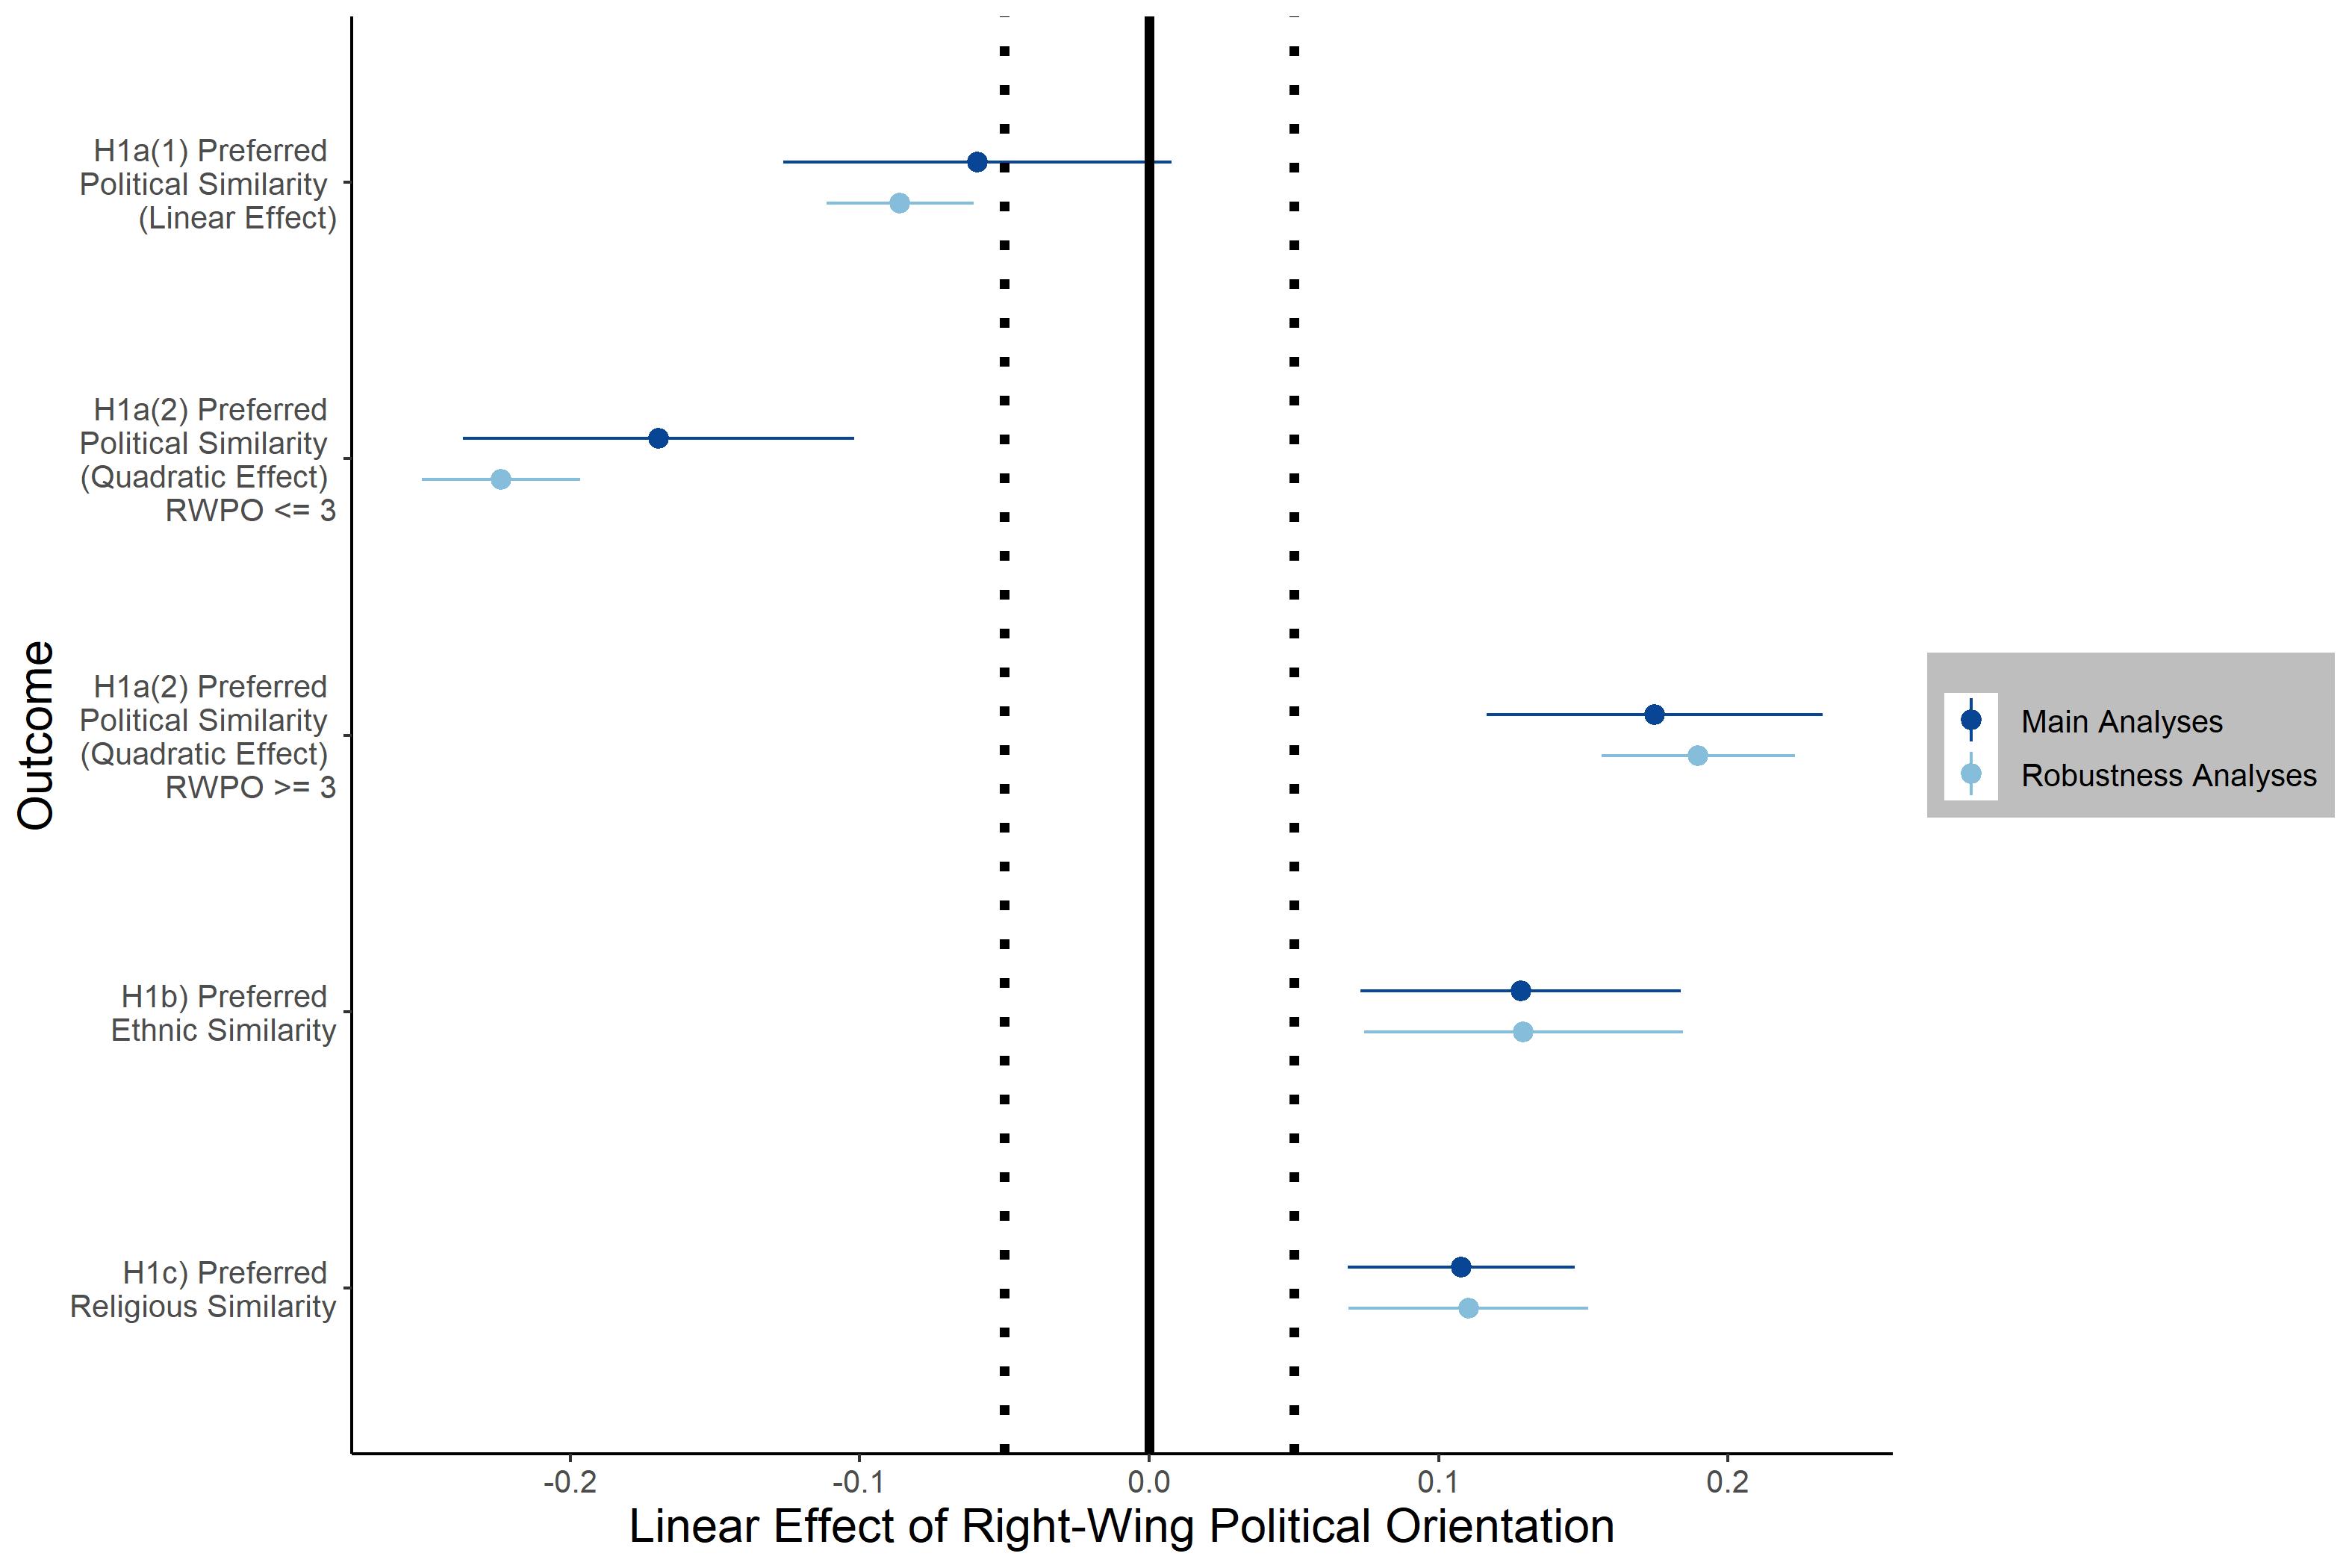 H1a(1) Preferred
Political Similarity
(Linear Effect)
H1a(2) Preferred
Political Similarity
(Quadratic Effect)
RWPO <= 3
H1a(2) Preferred
Political Similarity
(Quadratic Effect)
RWPO >= 3
H1b) Preferred
Ethnic Similarity
H1c) Preferred
Religious Similarity
Outcome
Main Analyses
Robustness Analyses
-0.2
-0.1
0.0
0.1
0.2
Linear Effect of Right-Wing Political Orientation